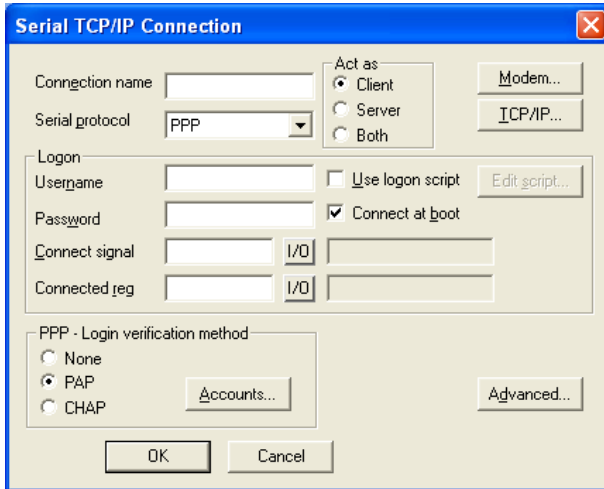 Serial TCP/IP Connection
Connection name
Act as
Client
Server
Both
Modem...
TCP/IP...
Serial protocol
PPP
Logon
Username
Use logon script
Edit script...
Password
Connect at boot
Connect signal
I/O
Connected reg
I/O
PPP - Login verification method
None
PAP
CHAP
Accounts...
Advanced...
OK
Cancel